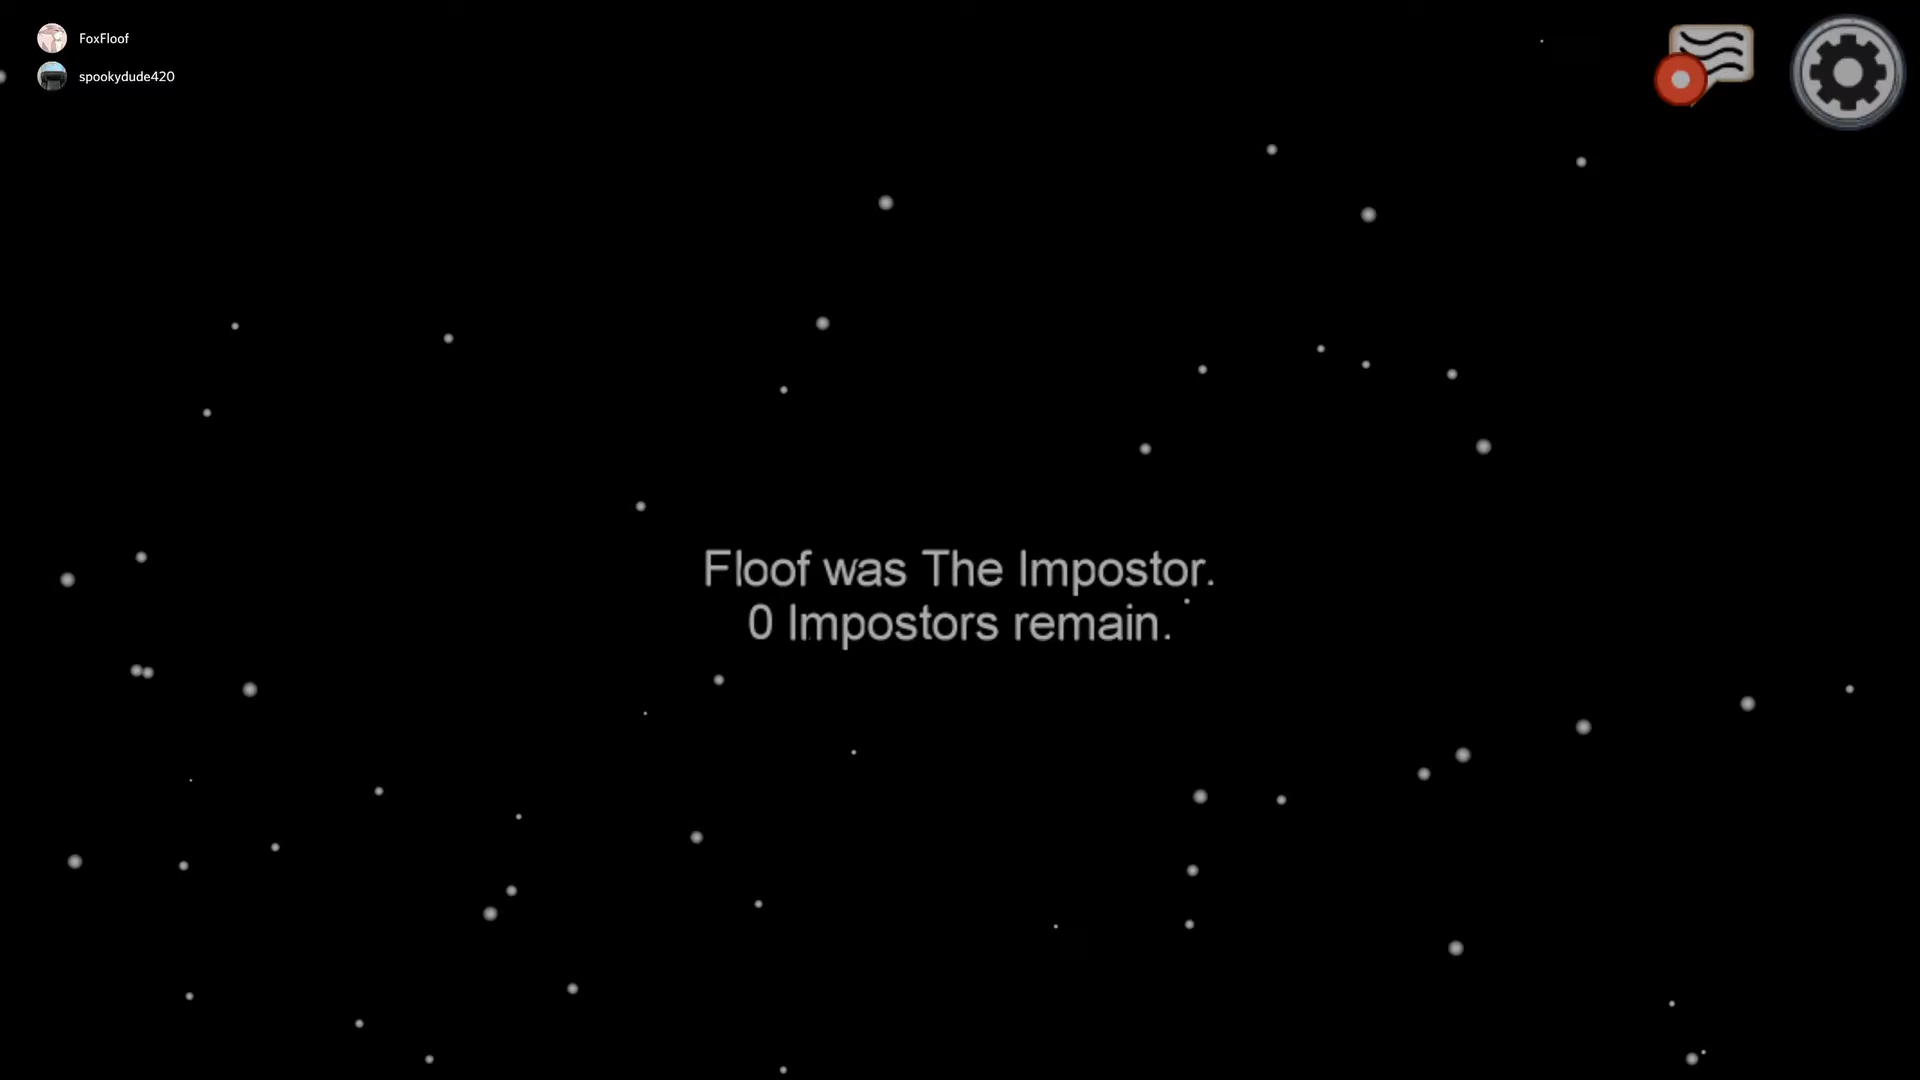 FoxFloof
spookydude420
Floof was The Impostor.
0 Impostors remain.